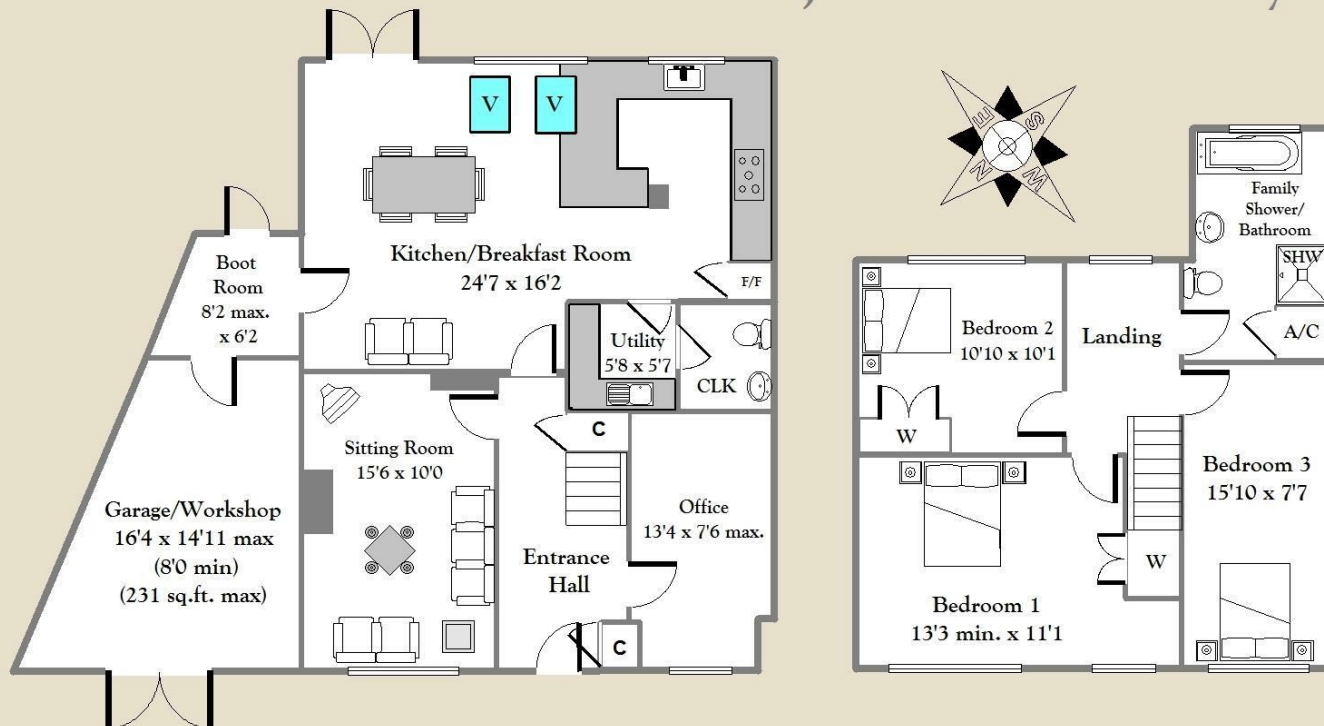 V
V
Kitchen/Breakfast Room
24'7 x 16'2
F/F
Boot
Room
8'2 max.
x 6'2
Utility
5'8 x 5'7
CLK
C
Sitting Room
15'6 x 10'0
Garage/Workshop
16'4 x 14'11 max
(8'0 min)
(231 sq.ft. max)
Office
13'4 x 7'6 max.
Entrance
Hall
C
E
S
N
W
Family
Shower/
Bathroom
SHW
A/C
Bedroom 2
10'10 x 10'1
Landing
W
Bedroom 3
15'10 x 7'7
W
Bedroom 1
13'3 min. x 11'1